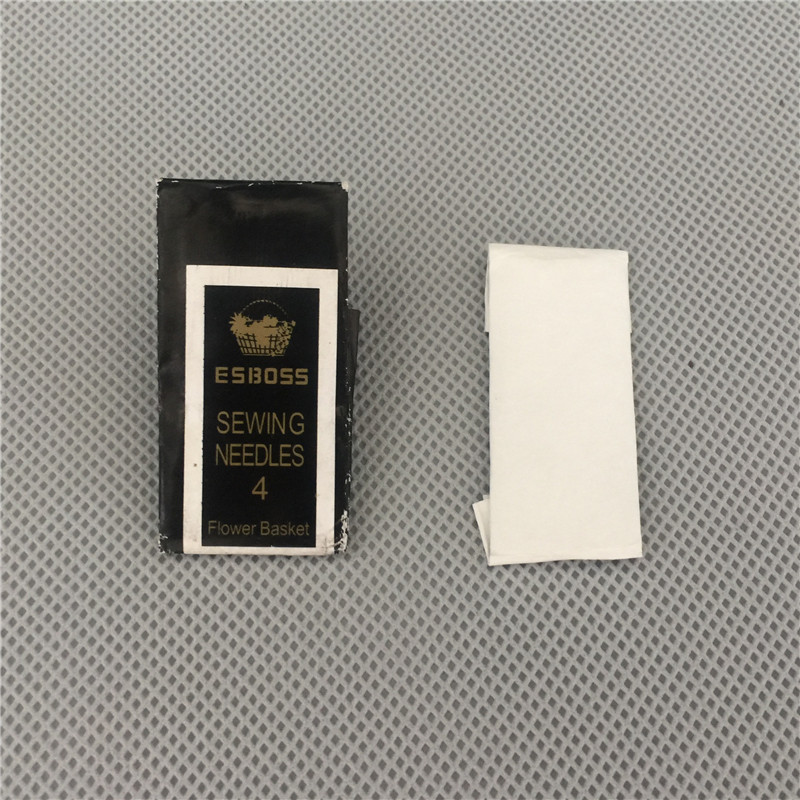 ESBOSS
SEWING
NEEDLES
4
Flower Basket